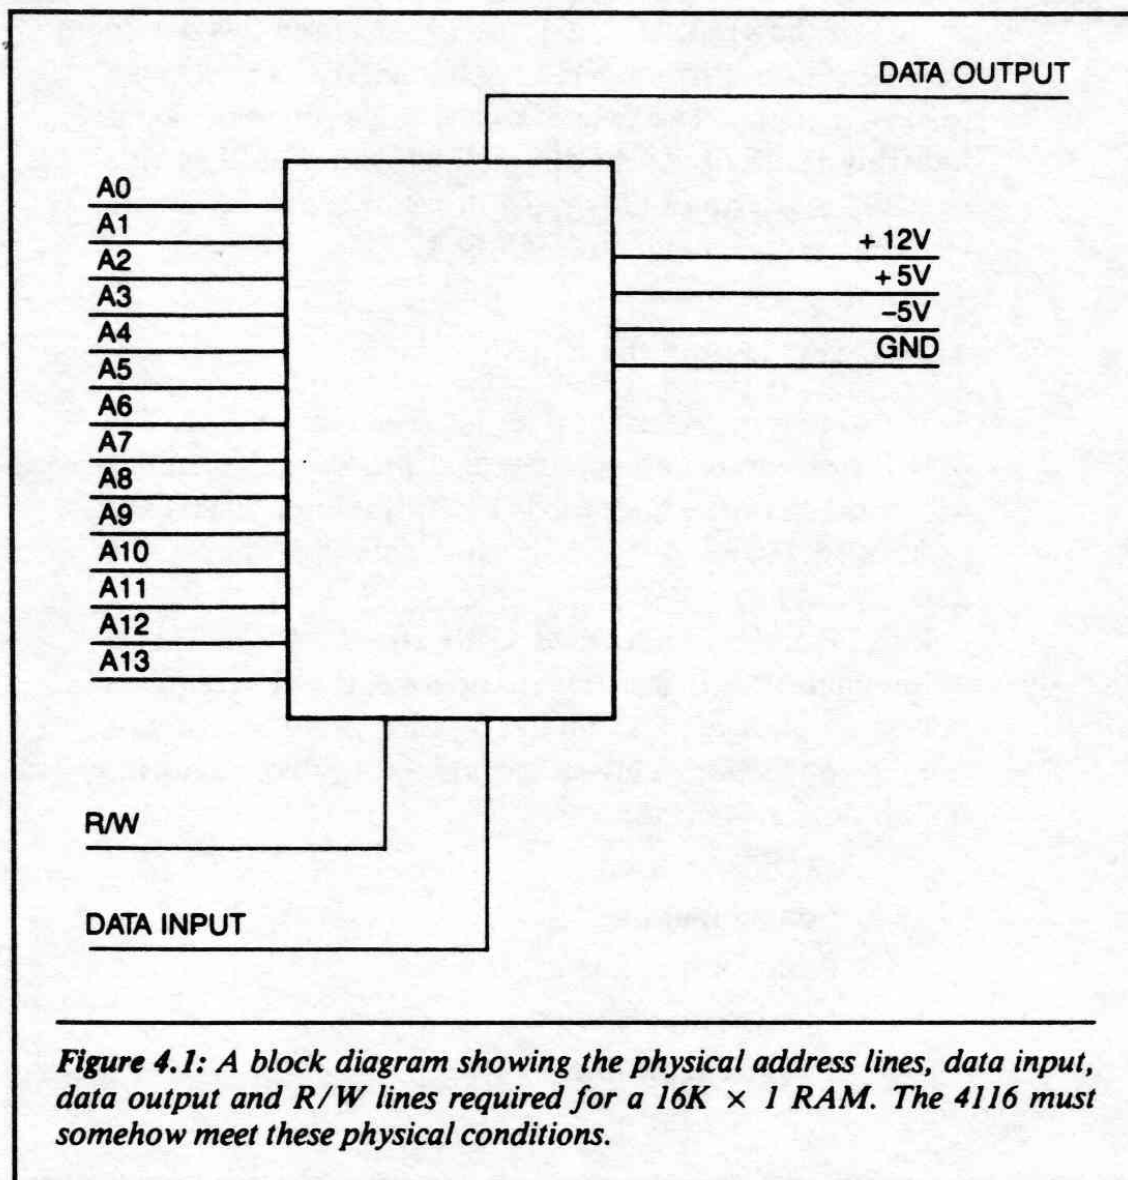 DATA OUTPUT
A0
A1
A2
A3
A4
A5
A6
A7
A8
A9
A10
A11
A12
A13
+ 12V
+ 5V
–5V
GND
R/W
DATA INPUT
Figure 4.1: A block diagram showing the physical address lines, data input,
data output and R/W lines required for a 16K × 1 RAM. The 4116 must
somehow meet these physical conditions.